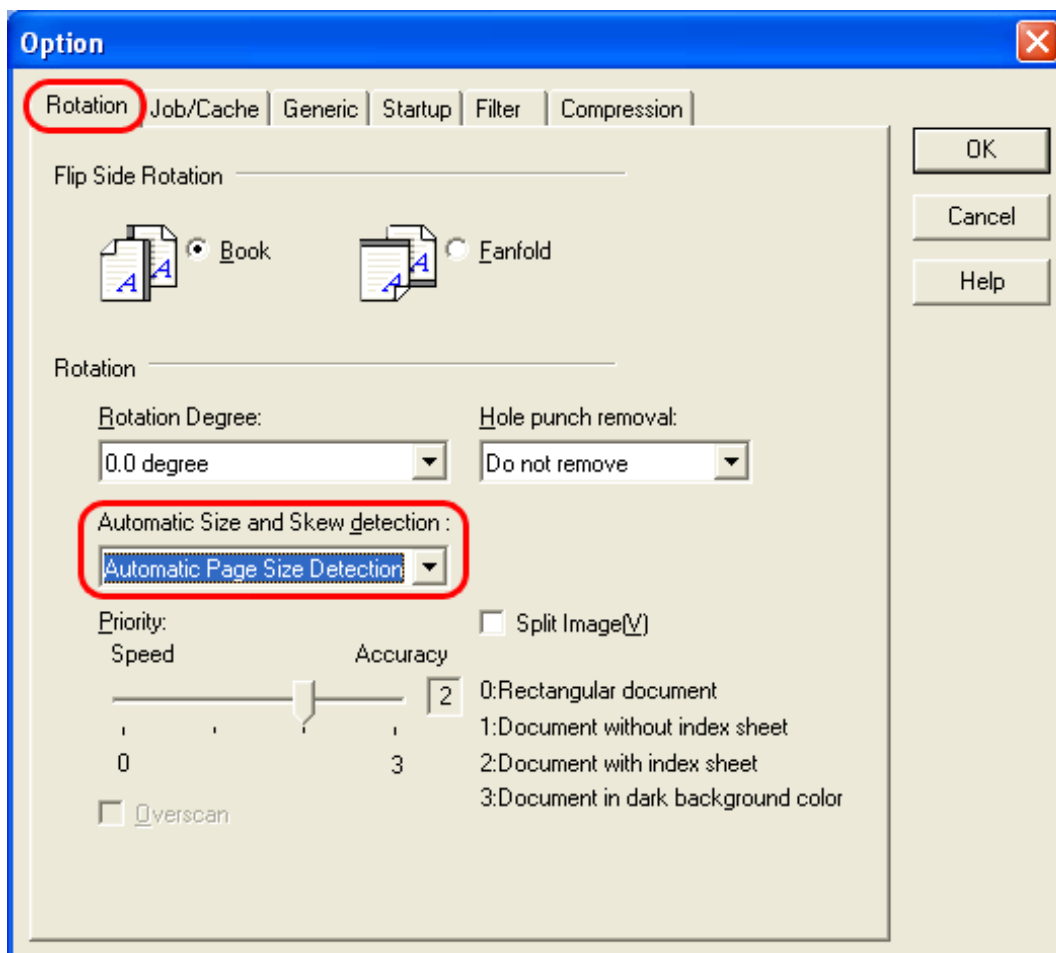 Option
Rotation Job/Cache Generic Startup Filter Compression
OK
Flip Side Rotation
Cancel
A A Book A A Fanfold
Help
Rotation
Rotation Degree: Hole punch removal:
0.0 degree Do not remove
Automatic Size and Skew detection :
Automatic Page Size Detection
Priority: Split Image(V)
Speed Accuracy
2 0:Rectangular document
1:Document without index sheet
0 3 2:Document with index sheet
3:Document in dark background color
Overscan